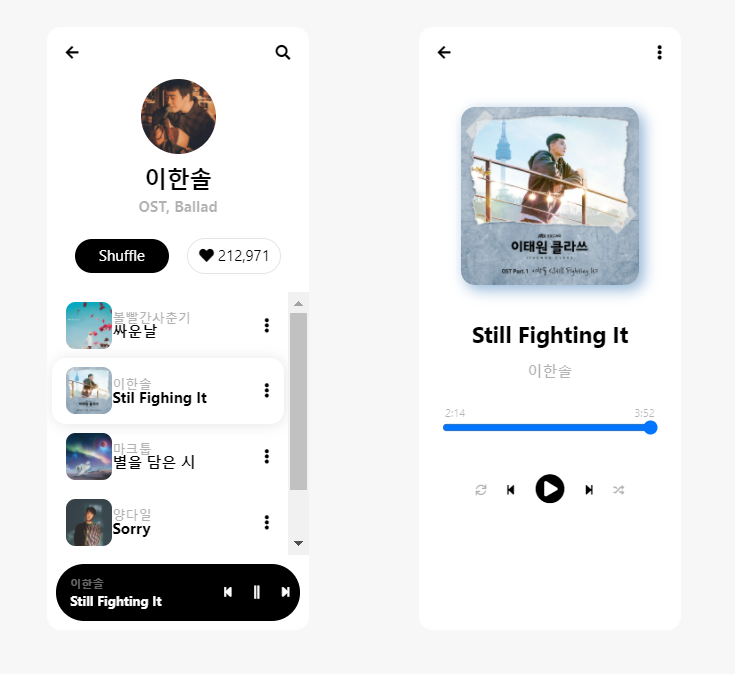 이한솔
OST, Ballad
Shuffle
212,971
볼빨간사춘기
싸운날
이한솔
Stil Fighing It
마크툽
별을 담은 시
양다일
Sorry
이한솔
Still Fighting It
이태원 클라쓰
OST Part. 1 이한솔 (Still Fighting It)
Still Fighting It
이한솔
2:14
3:52